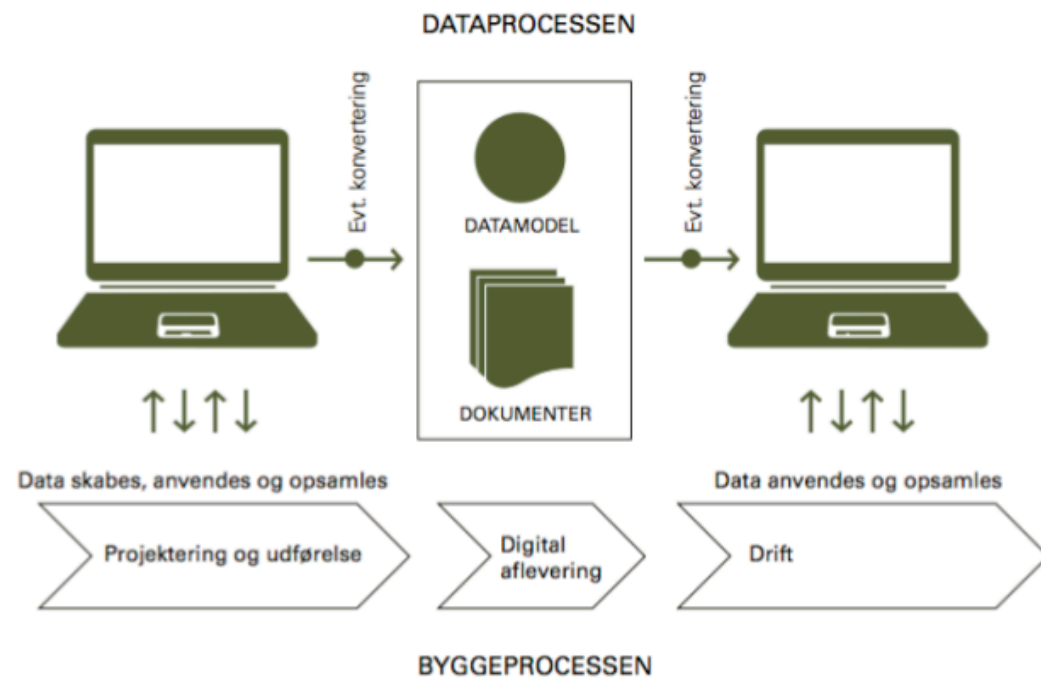 DATAPROCESSEN
Evt. konvertering
DATAMODEL
DOKUMENTER
Evt. konvertering
Data skabes, anvendes og opsamles
Data anvendes og opsamles
Projektering og udførelse
Digital
aflevering
Drift
BYGGEPROCESSEN